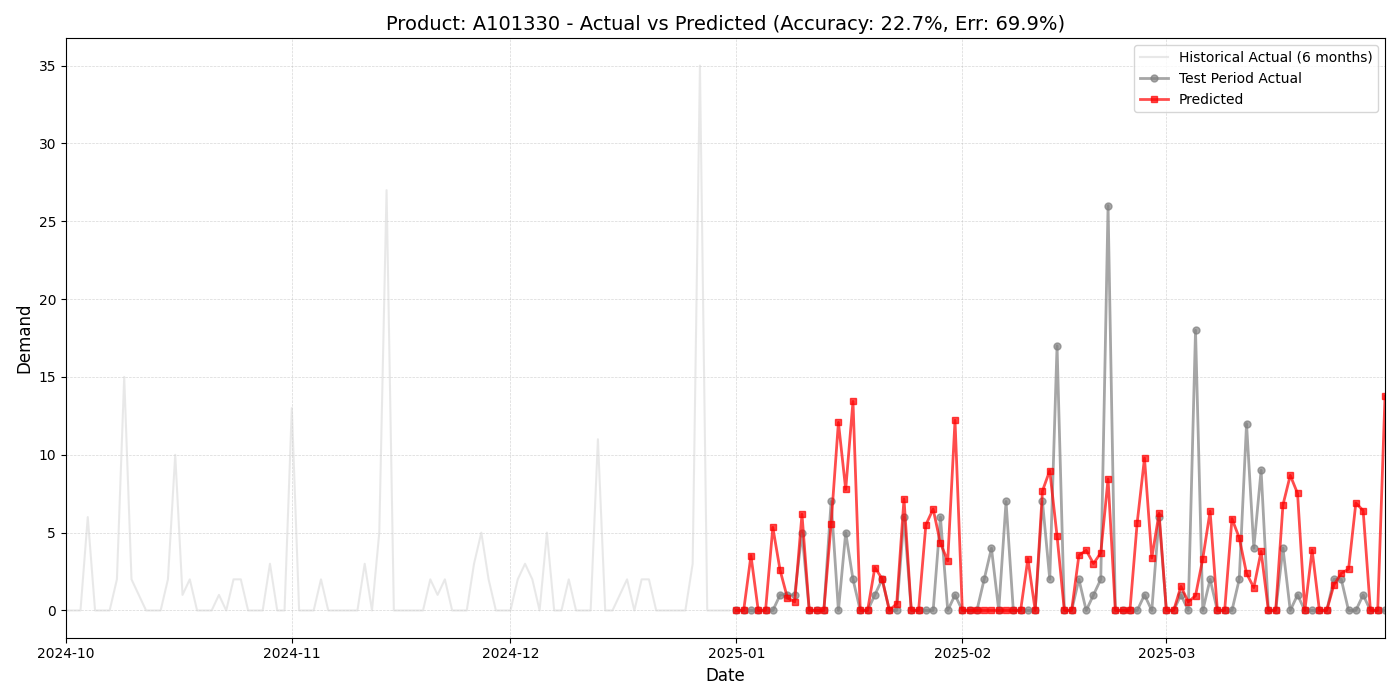 Product: A101330 - Actual vs Predicted (Accuracy: 22.7%, Err: 69.9%)
Historical Actual (6 months)
Test Period Actual
Predicted
35
30
25
20
15
10
5
0
Demand
2024-10
2024-11
2024-12
2025-01
2025-02
2025-03
Date